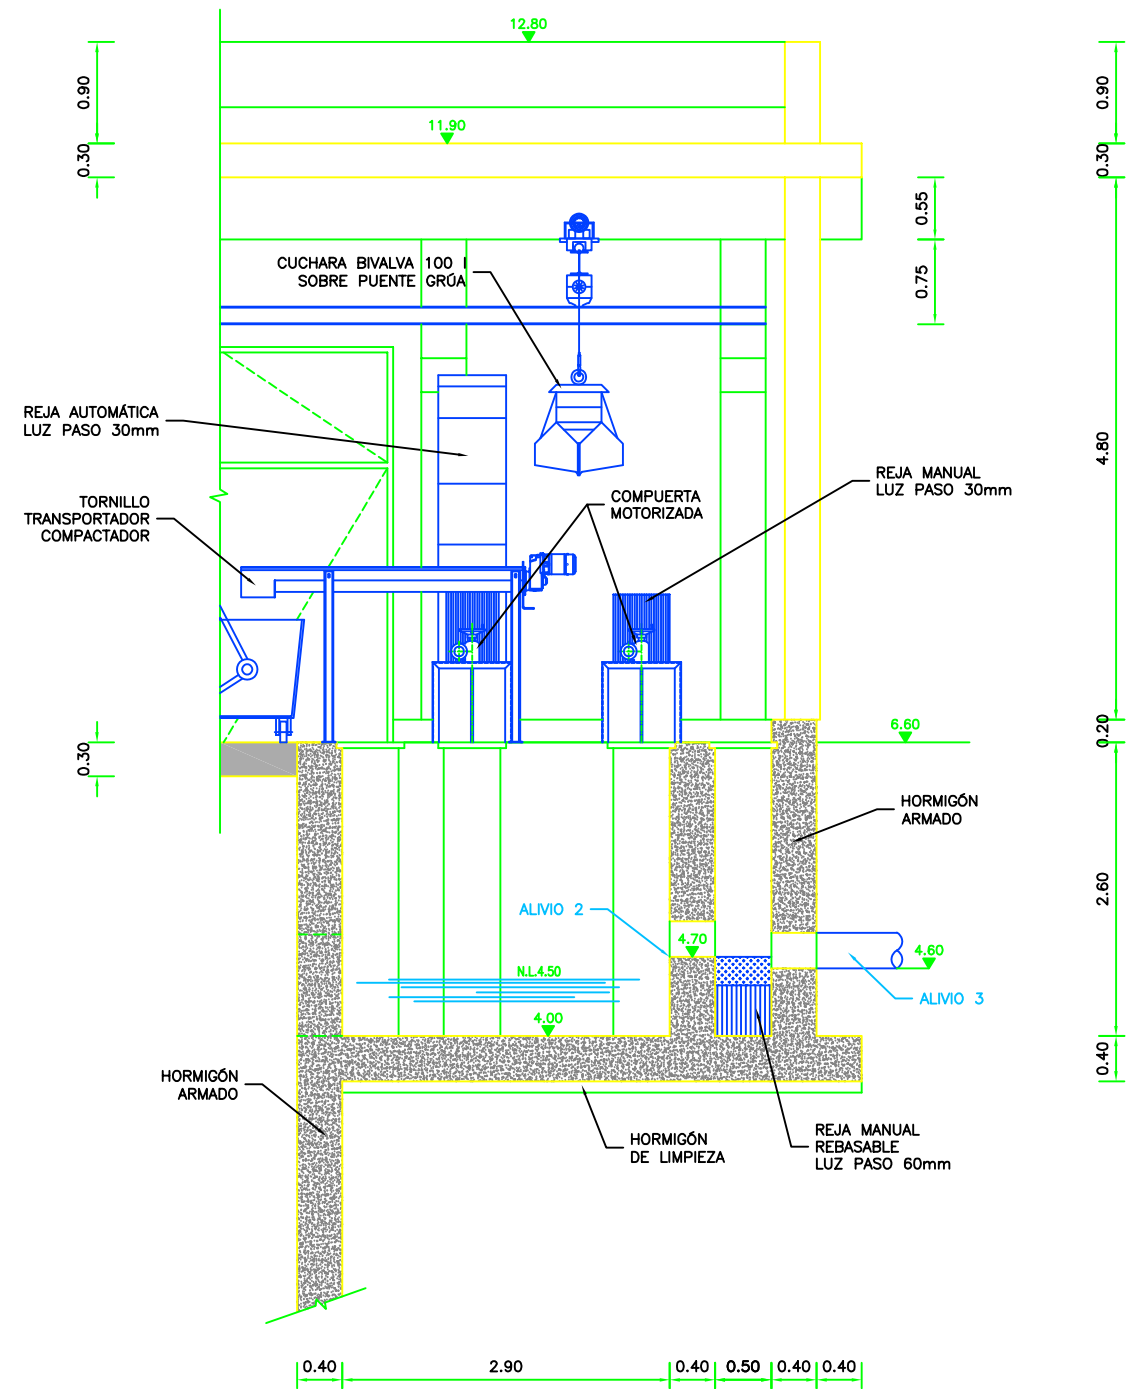 12.80
0.90
0.90
11.90
0.30
0.30
0.55
CUCHARA BIVALVA 100 l
SOBRE PUENTE GRÚA
0.75
REJA AUTOMÁTICA
LUZ PASO 30mm
4.80
REJA MANUAL
LUZ PASO 30mm
TORNILLO
TRANSPORTADOR
COMPACTADOR
COMPUERTA
MOTORIZADA
6.60
0.20
0.30
HORMIGÓN
ARMADO
2.60
ALIVIO 2
4.70
4.60
N.L.4.50
ALIVIO 3
4.00
0.40
HORMIGÓN
ARMADO
HORMIGÓN
DE LIMPIEZA
REJA MANUAL
REBASABLE
LUZ PASO 60mm
0.40
2.90
0.40
0.50
0.40
0.40